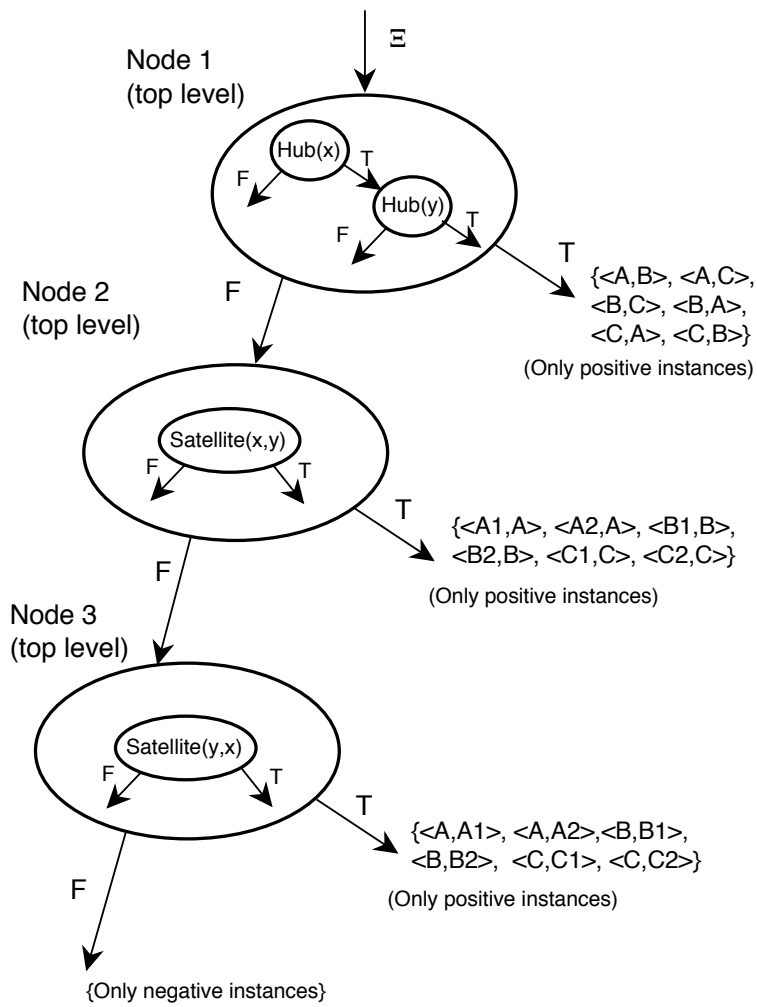 Ξ
Node 1
(top level)
Hub(x)
T
F
Hub(y)
T
F
T
{<A,B>, <A,C>,
<B,C>, <B,A>,
<C,A>, <C,B>}
(Only positive instances)
F
Node 2
(top level)
Satellite(x,y)
F
T
T
{<A1,A>, <A2,A>, <B1,B>,
<B2,B>, <C1,C>, <C2,C>}
(Only positive instances)
F
Node 3
(top level)
Satellite(y,x)
F
T
T
{<A,A1>, <A,A2>,<B,B1>,
<B,B2>, <C,C1>, <C,C2>}
(Only positive instances)
F
{Only negative instances}